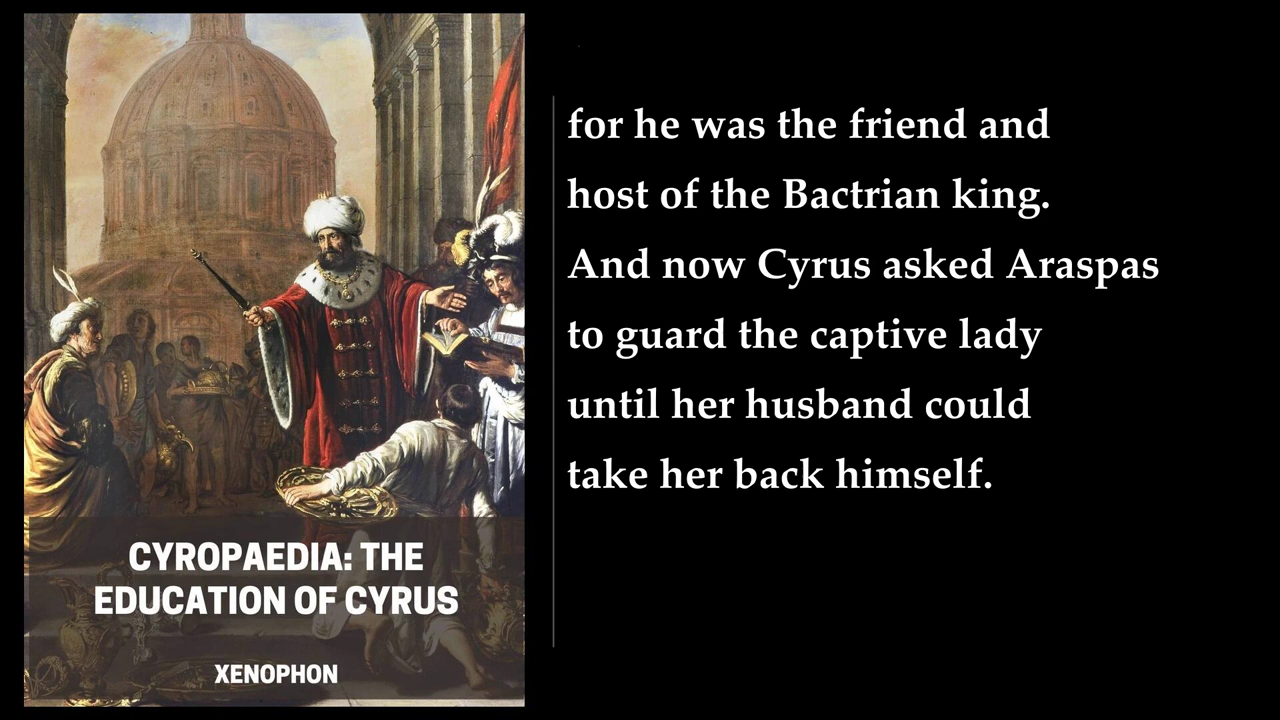 for he was the friend and
host of the Bactrian king.
And now Cyrus asked Araspas
to guard the captive lady
until her husband could
take her back himself.
CYROPAEDIA: THE
EDUCATION OF CYRUS
XENOPHON